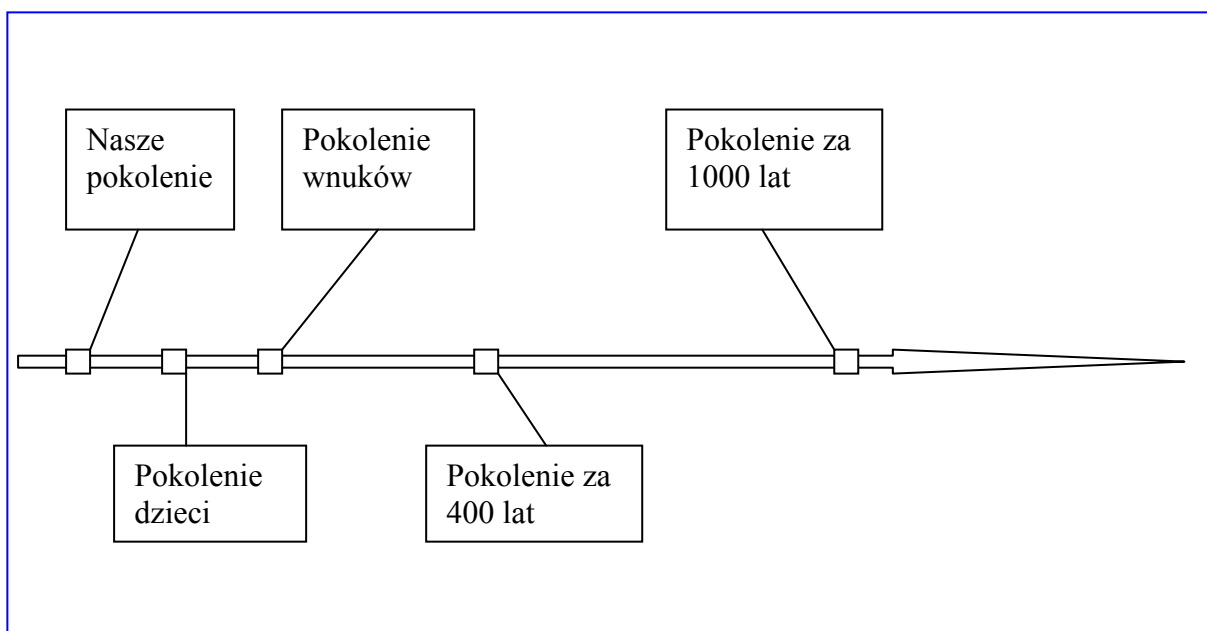 Nasze
pokolenie
Pokolenie
wnuków
Pokolenie za
1000 lat
Pokolenie
dzieci
Pokolenie za
400 lat